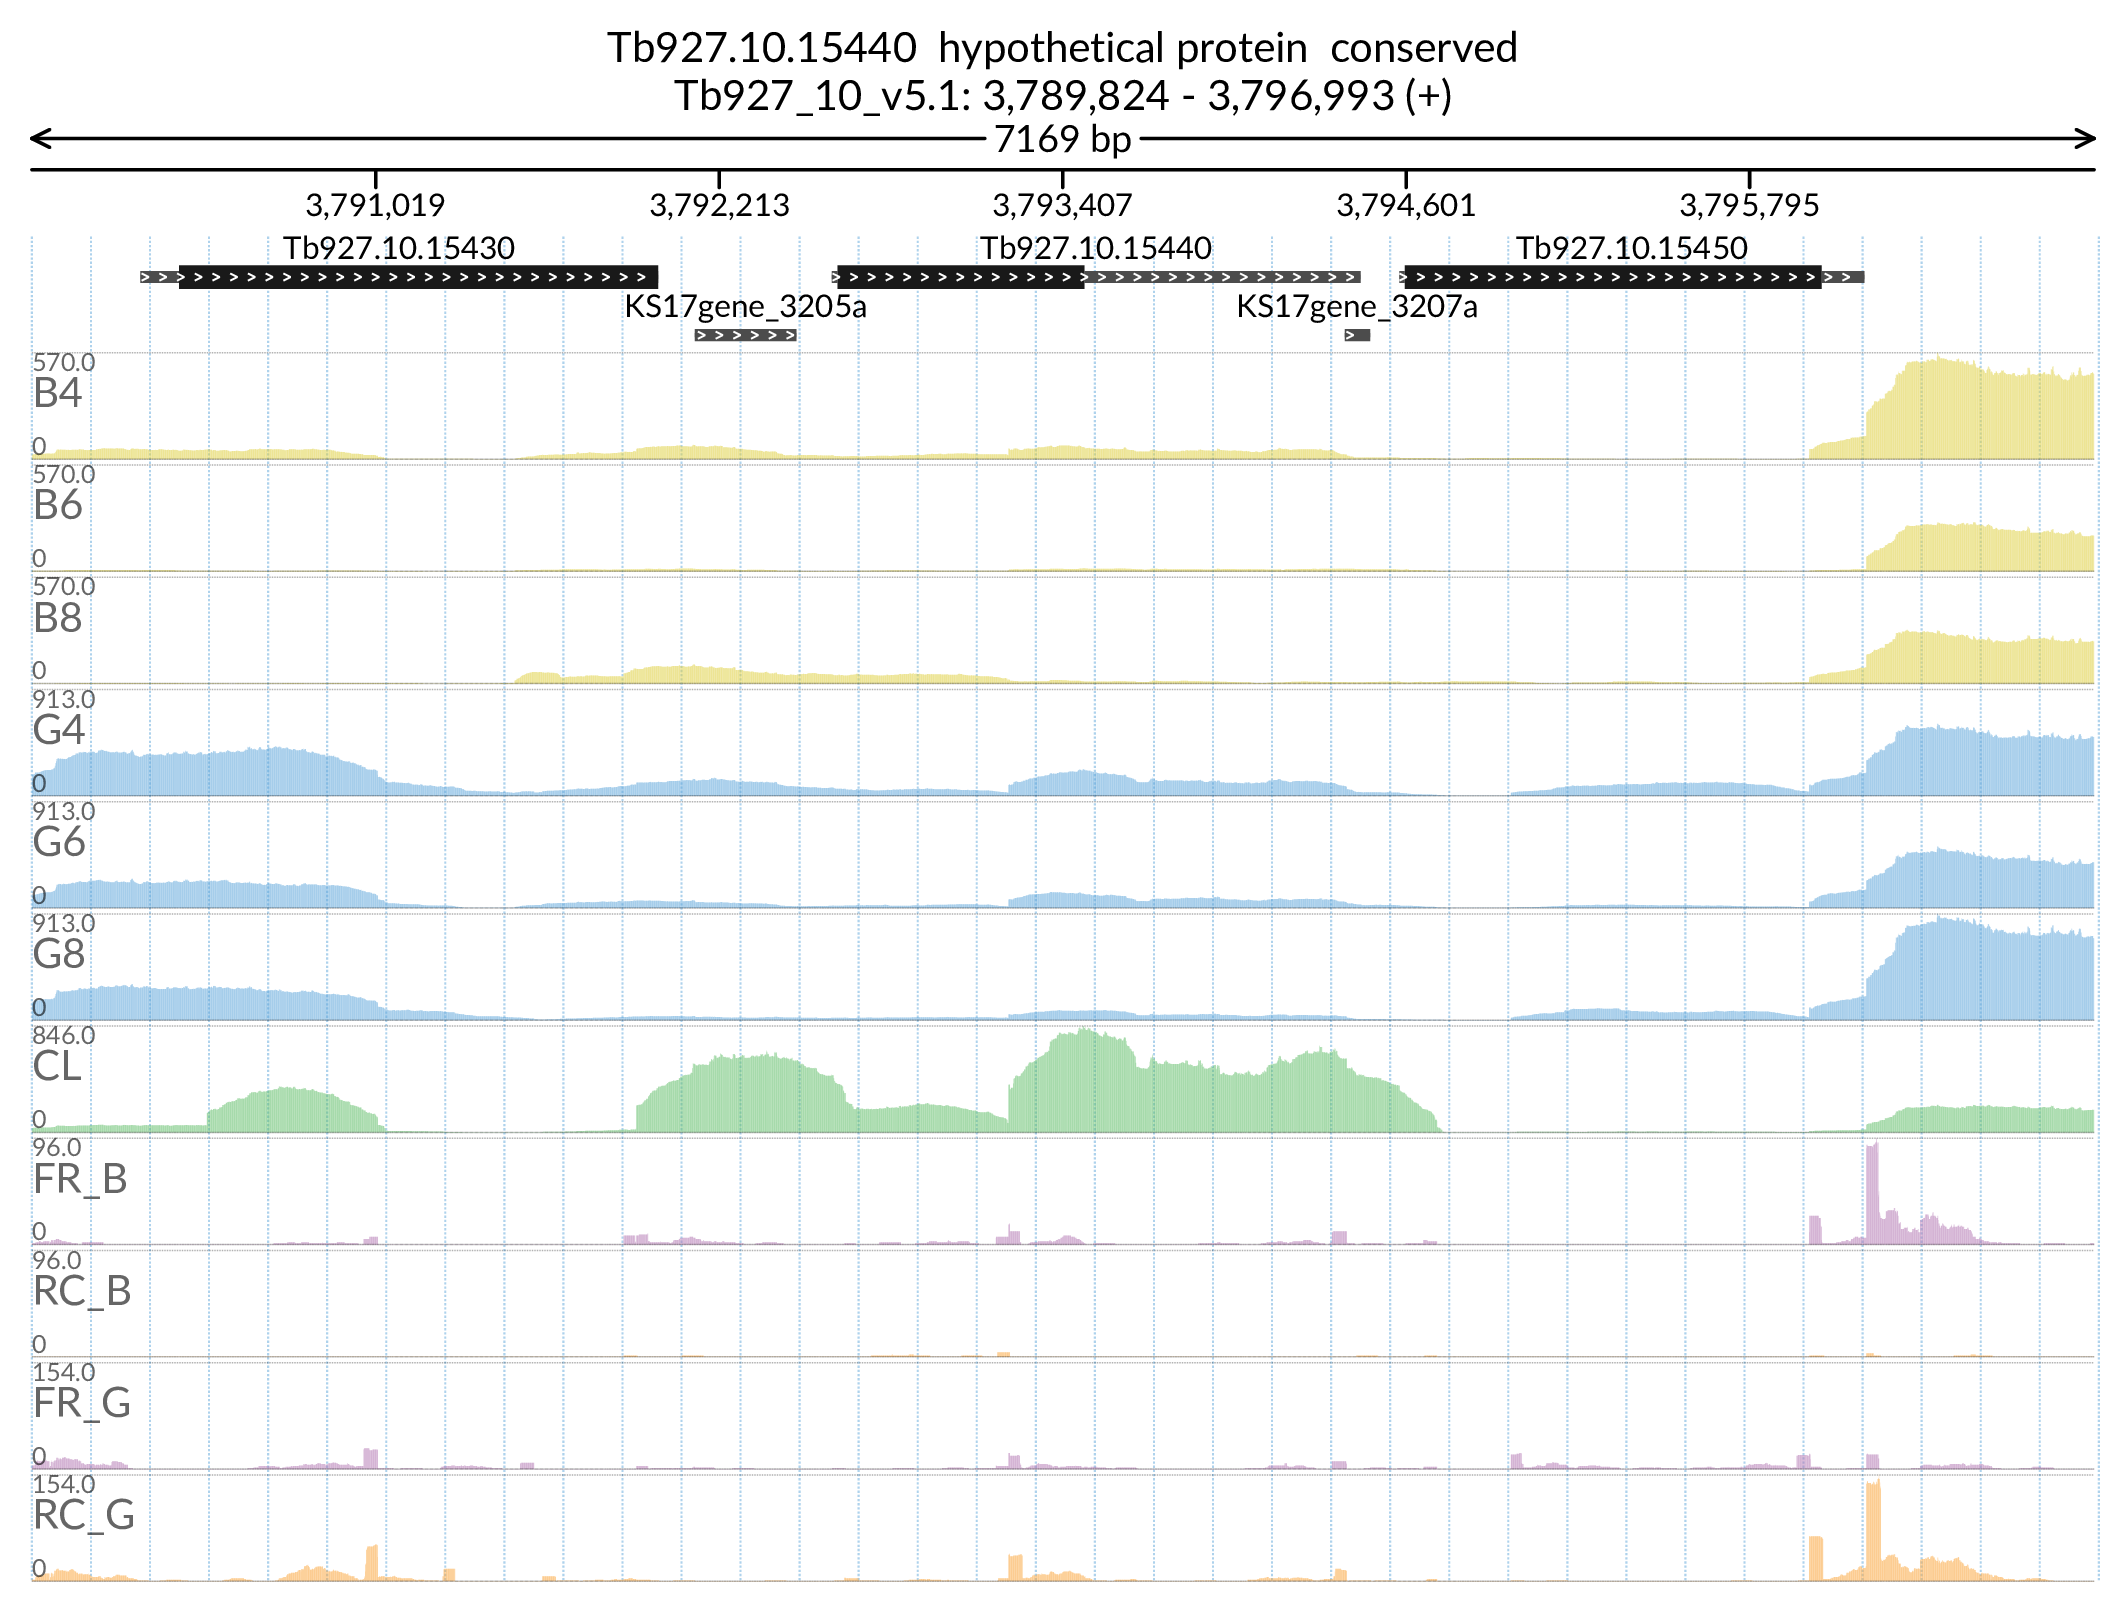 Tb927.10.15440  hypothetical protein  conserved
Tb927_10_v5.1: 3,789,824 - 3,796,993 (+)
7169 bp
3,791,019 3,792,213 3,793,407 3,794,601 3,795,795
Tb927.10.15430 Tb927.10.15440 Tb927.10.15450
KS17gene_3205a KS17gene_3207a
570.0
B4
0
570.0
B6
0
570.0
B8
0
913.0
G4
0
913.0
G6
0
913.0
G8
0
846.0
CL
0
96.0
FR_B
0
96.0
RC_B
0
154.0
FR_G
0
154.0
RC_G
0